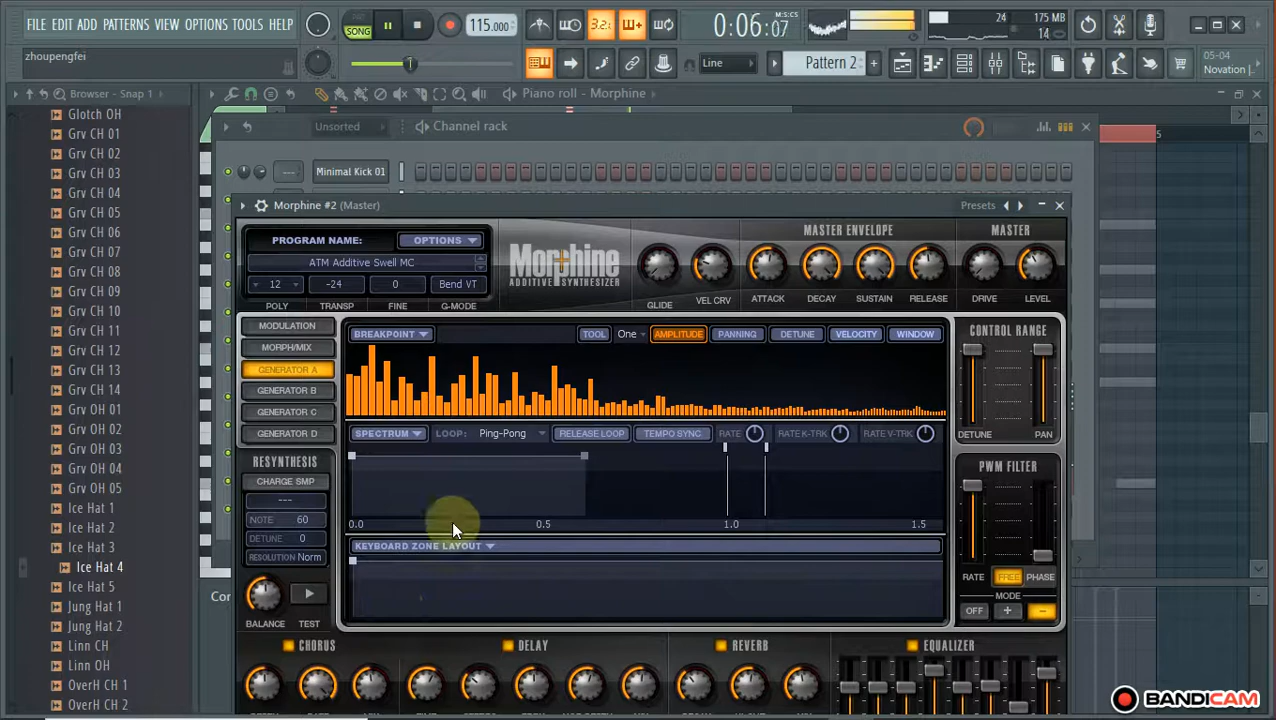 FILE EDIT ADD PATTERNS VIEW OPTIONS TOOLS HELP
SONG
115.000
3.2.
0:06:07
M:S:CS
24
175 MB
14
zhoupengfei
Line
Pattern 2
05-04
Novation |..
Browser - Snap 1
Piano roll - Morphine
Unsorted
Channel rack
5
Minimal Kick 01
Glotch OH
Grv CH 01
Grv CH 02
Grv CH 03
Grv CH 04
Grv CH 05
Grv CH 06
Grv CH 07
Grv CH 08
Grv CH 09
Grv CH 10
Grv CH 11
Grv CH 12
Grv CH 13
Grv CH 14
Grv OH 01
Grv OH 02
Grv OH 03
Grv OH 04
Grv OH 05
Ice Hat 1
Ice Hat 2
Ice Hat 3
Ice Hat 4
Ice Hat 5
Jung Hat 1
Jung Hat 2
Linn CH
Linn OH
OverH CH 1
OverH CH 2
Morphine #2 (Master)
Presets
PROGRAM NAME:
OPTIONS
ATM Additive Swell MC
12 -24 0 Bend VT
POLY TRANSP FINE G-MODE
Morphine
ADDITIVE SYNTHESIZER
GLIDE VEL CRV
MASTER ENVELOPE
ATTACK DECAY SUSTAIN RELEASE
MASTER
DRIVE LEVEL
MODULATION
MORPH/MIX
GENERATOR A
GENERATOR B
GENERATOR C
GENERATOR D
BREAKPOINT
TOOL One AMPLITUDE PANNING DETUNE VELOCITY WINDOW
SPECTRUM LOOP: Ping-Pong RELEASE LOOP TEMPO SYNC RATE RATE K-TRK RATE V-TRK
0.0 0.5 1.0 1.5
KEYBOARD ZONE LAYOUT
RESYNTHESIS
CHARGE SMP
---
NOTE 60
DETUNE 0
RESOLUTION Norm
BALANCE TEST
CONTROL RANGE
DETUNE PAN
PWM FILTER
RATE FREE PHASE
MODE
OFF + −
CHORUS
DELAY
REVERB
EQUALIZER
Cor
BANDICAM